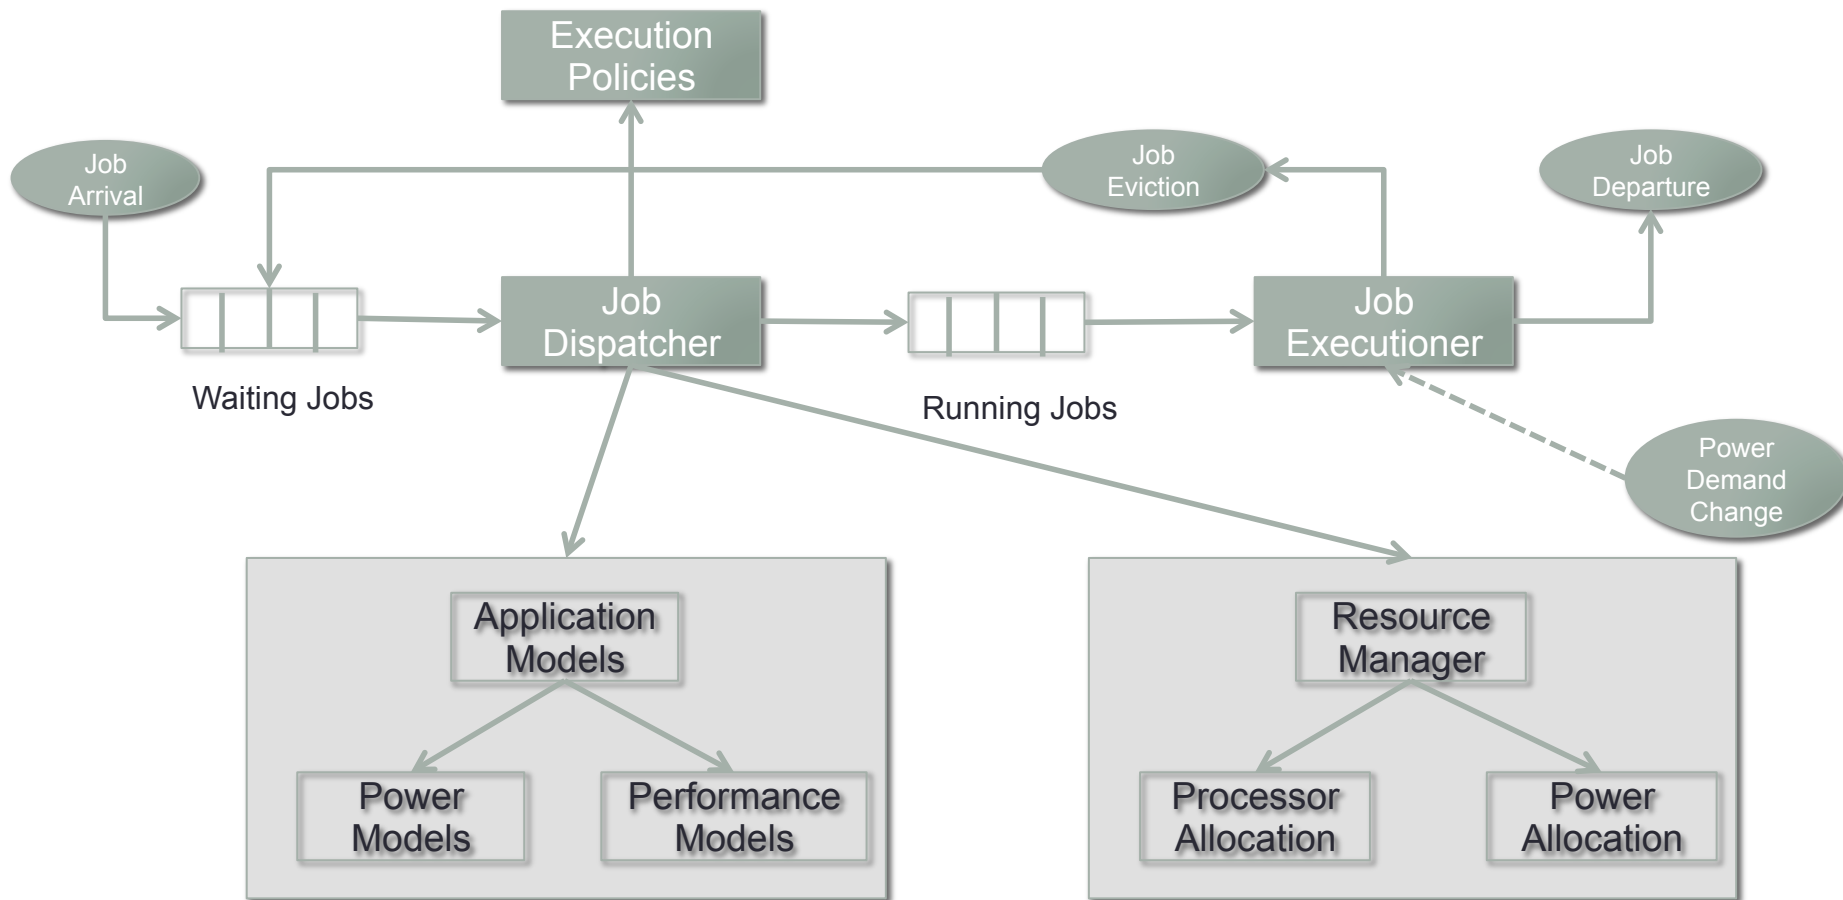 Execution
Policies
Job
Arrival
Job
Eviction
Job
Departure
Job
Dispatcher
Job
Executioner
Waiting Jobs
Running Jobs
Power
Demand
Change
Application
Models
Resource
Manager
Power
Models
Performance
Models
Processor
Allocation
Power
Allocation